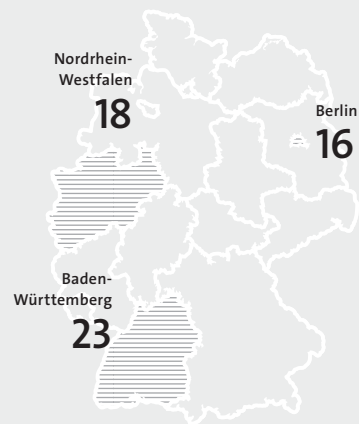 Nordrhein-
Westfalen
18
Berlin
16
Baden-
Württemberg
23